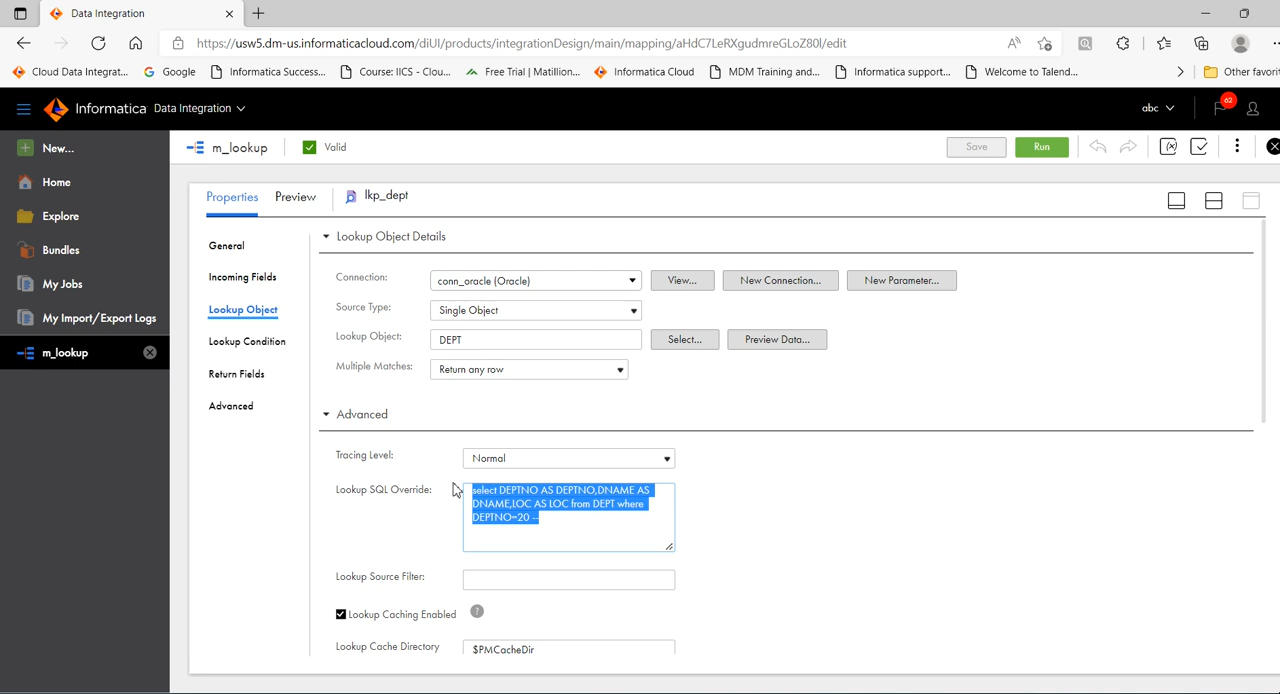 Data Integration
https://usw5.dm-us.informaticacloud.com/diUI/products/integrationDesign/main/mapping/aHdC7LeRXgudmreGLoZ80l/edit
Cloud Data Integrat... Google Informatica Success... Course: IICS - Clou... Free Trial | Matillion... Informatica Cloud MDM Training and... Informatica support... Welcome to Talend... Other favorit
Informatica Data Integration abc 62
New... m_lookup Valid Save Run
Home
Explore
Bundles
My Jobs
My Import/Export Logs
m_lookup
Properties Preview lkp_dept
General
Incoming Fields
Lookup Object
Lookup Condition
Return Fields
Advanced
Lookup Object Details
Connection: conn_oracle (Oracle) View... New Connection... New Parameter...
Source Type: Single Object
Lookup Object: DEPT Select... Preview Data...
Multiple Matches: Return any row
Advanced
Tracing Level: Normal
Lookup SQL Override: select DEPTNO AS DEPTNO,DNAME AS
DNAME,LOC AS LOC from DEPT where
DEPTNO=20 --
Lookup Source Filter:
Lookup Caching Enabled ?
Lookup Cache Directory $PMCacheDir